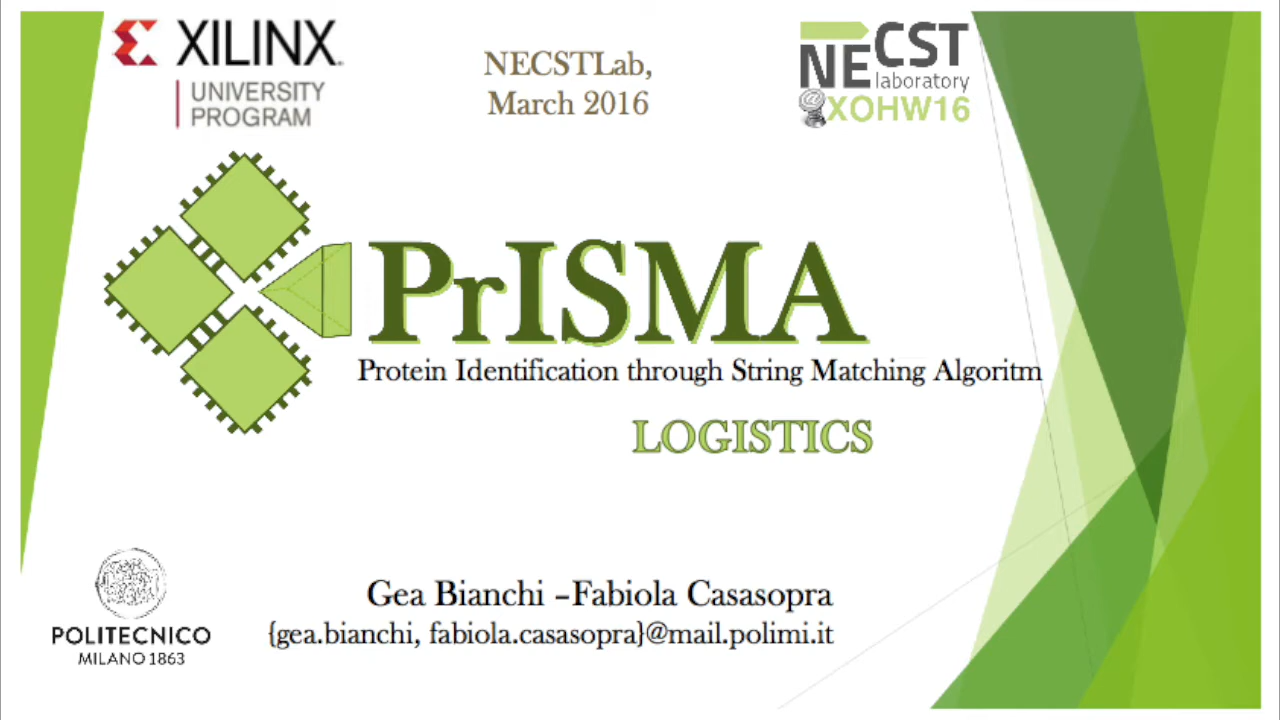 XILINX
UNIVERSITY
PROGRAM
NECSTLab,
March 2016
NECST
laboratory
XOHW16
PrISMA
Protein Identification through String Matching Algoritm
LOGISTICS
Gea Bianchi –Fabiola Casasopra
{gea.bianchi, fabiola.casasopra}@mail.polimi.it
POLITECNICO
MILANO 1863